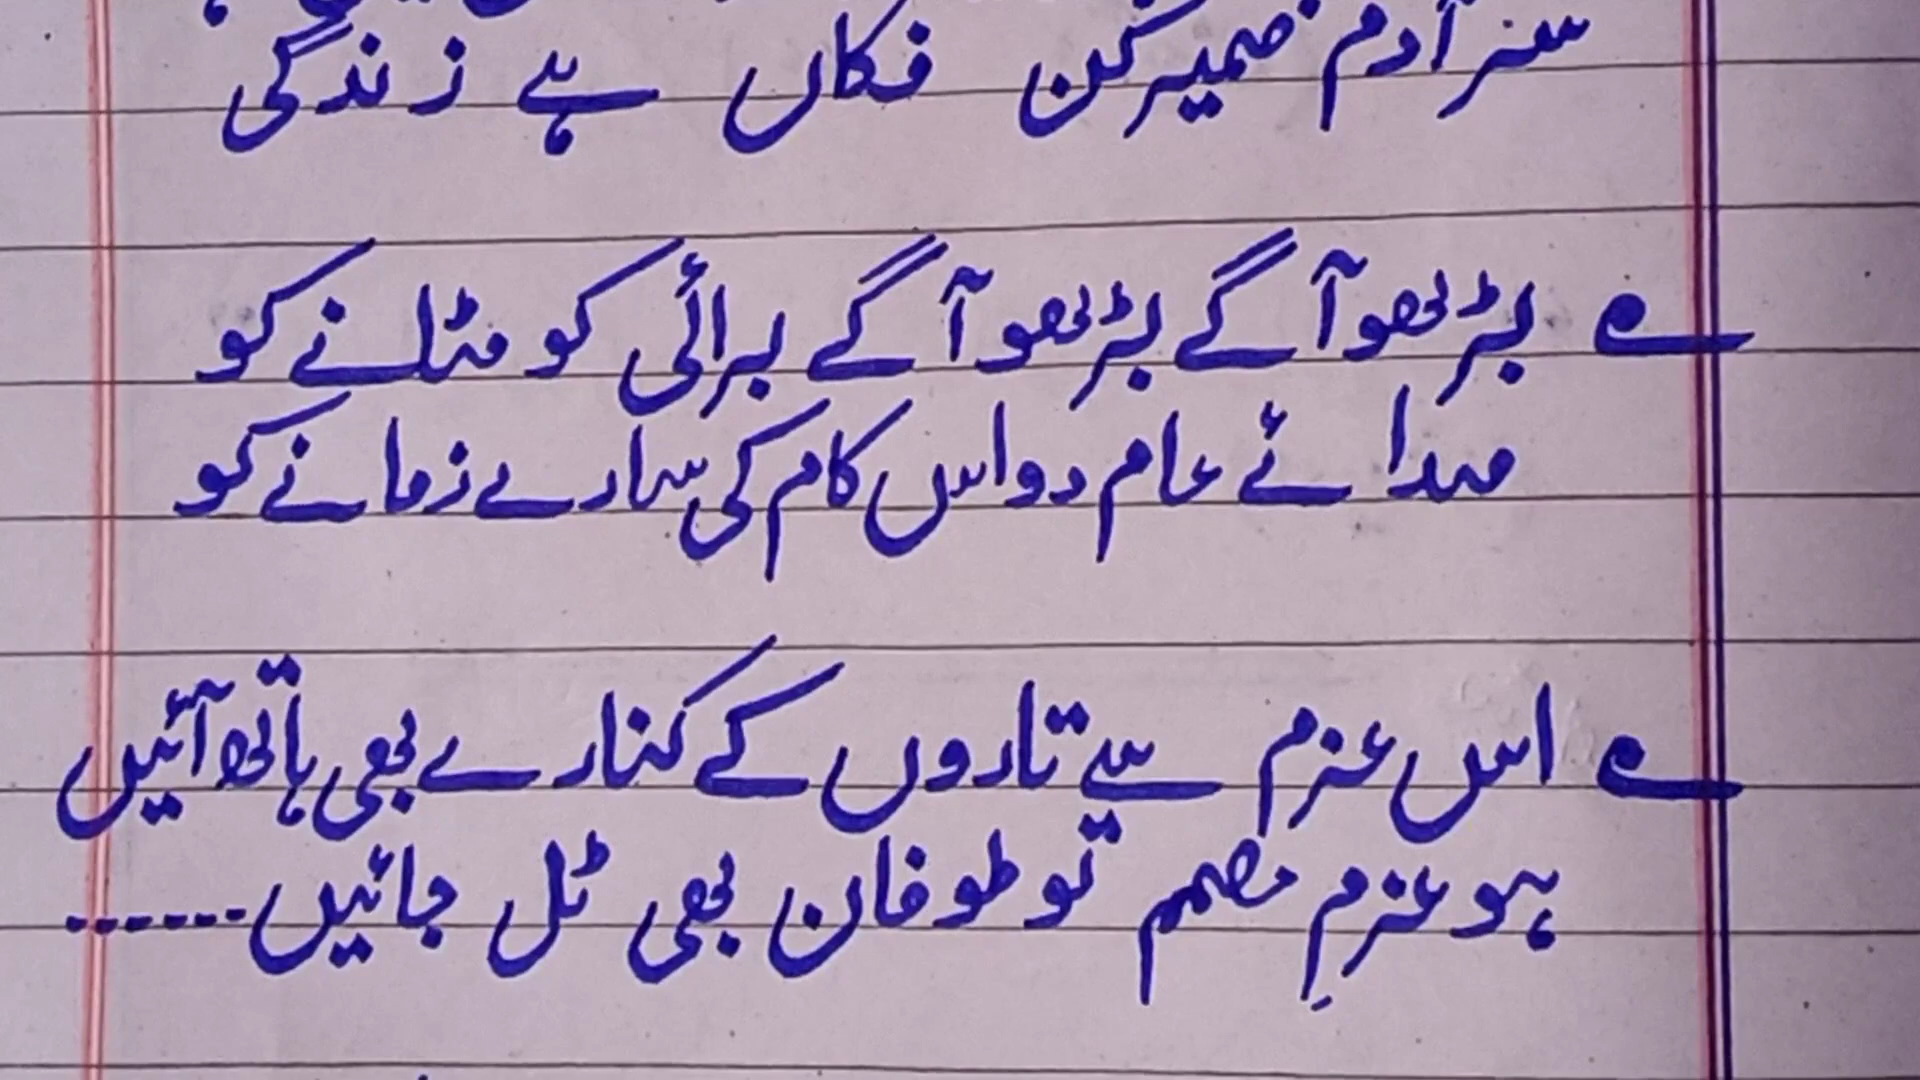 سر آدم ضمیر کن فکاں ہے زندگی
بڑھو آگے بڑھو آگے برائی کو مٹانے کو
صدائے عام دو اس کام کی سارے زمانے کو
اس عزم سے تاروں کے کنارے بھی ہاتھ آئیں
ہو عزمِ مصمم تو طوفان بھی ٹل جائیں......